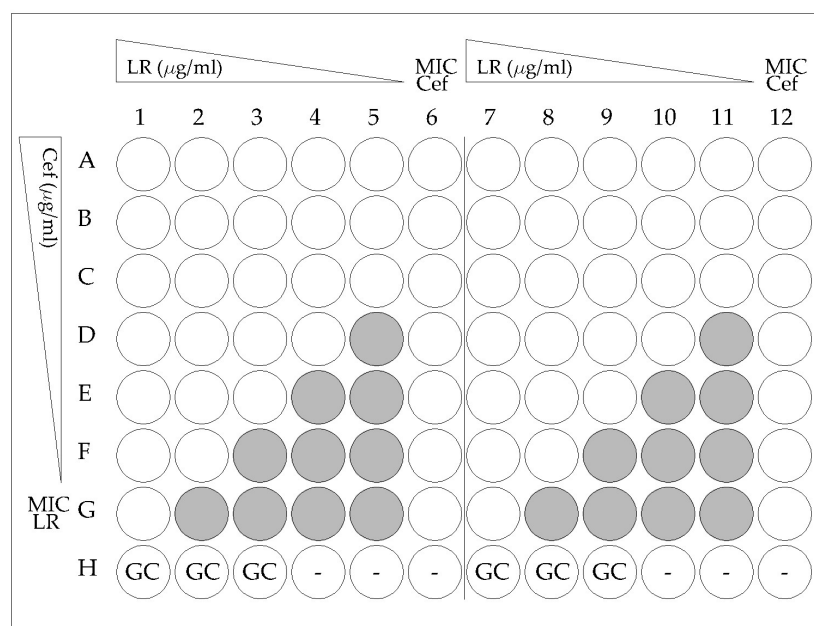 LR (μg/ml) MIC Cef LR (μg/ml) MIC Cef
1 2 3 4 5 6 7 8 9 10 11 12
Cef (μg/ml)
A
B
C
D
E
F
MIC LR G
H GC GC GC - - - GC GC GC - - -